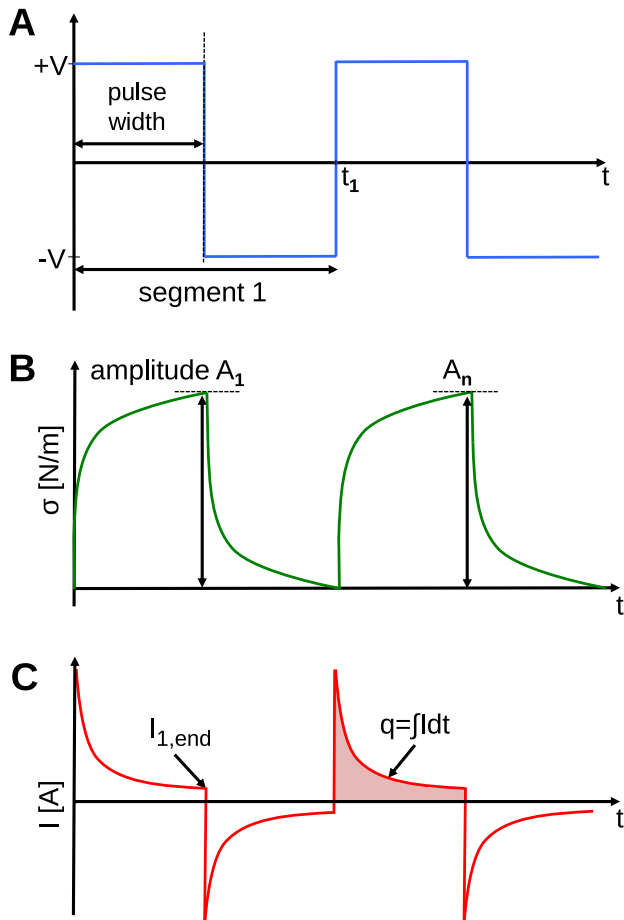 A
+V
pulse
width
t₁
t
-V
segment 1
B
amplitude A₁
Aₙ
σ [N/m]
t
C
I₁,end
q=∫Idt
I [A]
t